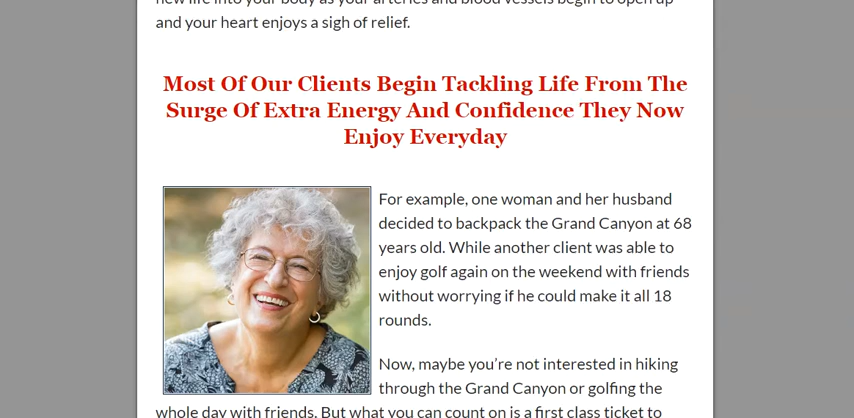 and your heart enjoys a sigh of relief.
Most Of Our Clients Begin Tackling Life From The
Surge Of Extra Energy And Confidence They Now
Enjoy Everyday
For example, one woman and her husband
decided to backpack the Grand Canyon at 68
years old. While another client was able to
enjoy golf again on the weekend with friends
without worrying if he could make it all 18
rounds.
Now, maybe you’re not interested in hiking
through the Grand Canyon or golfing the
whole day with friends. But what you can count on is a first class ticket to